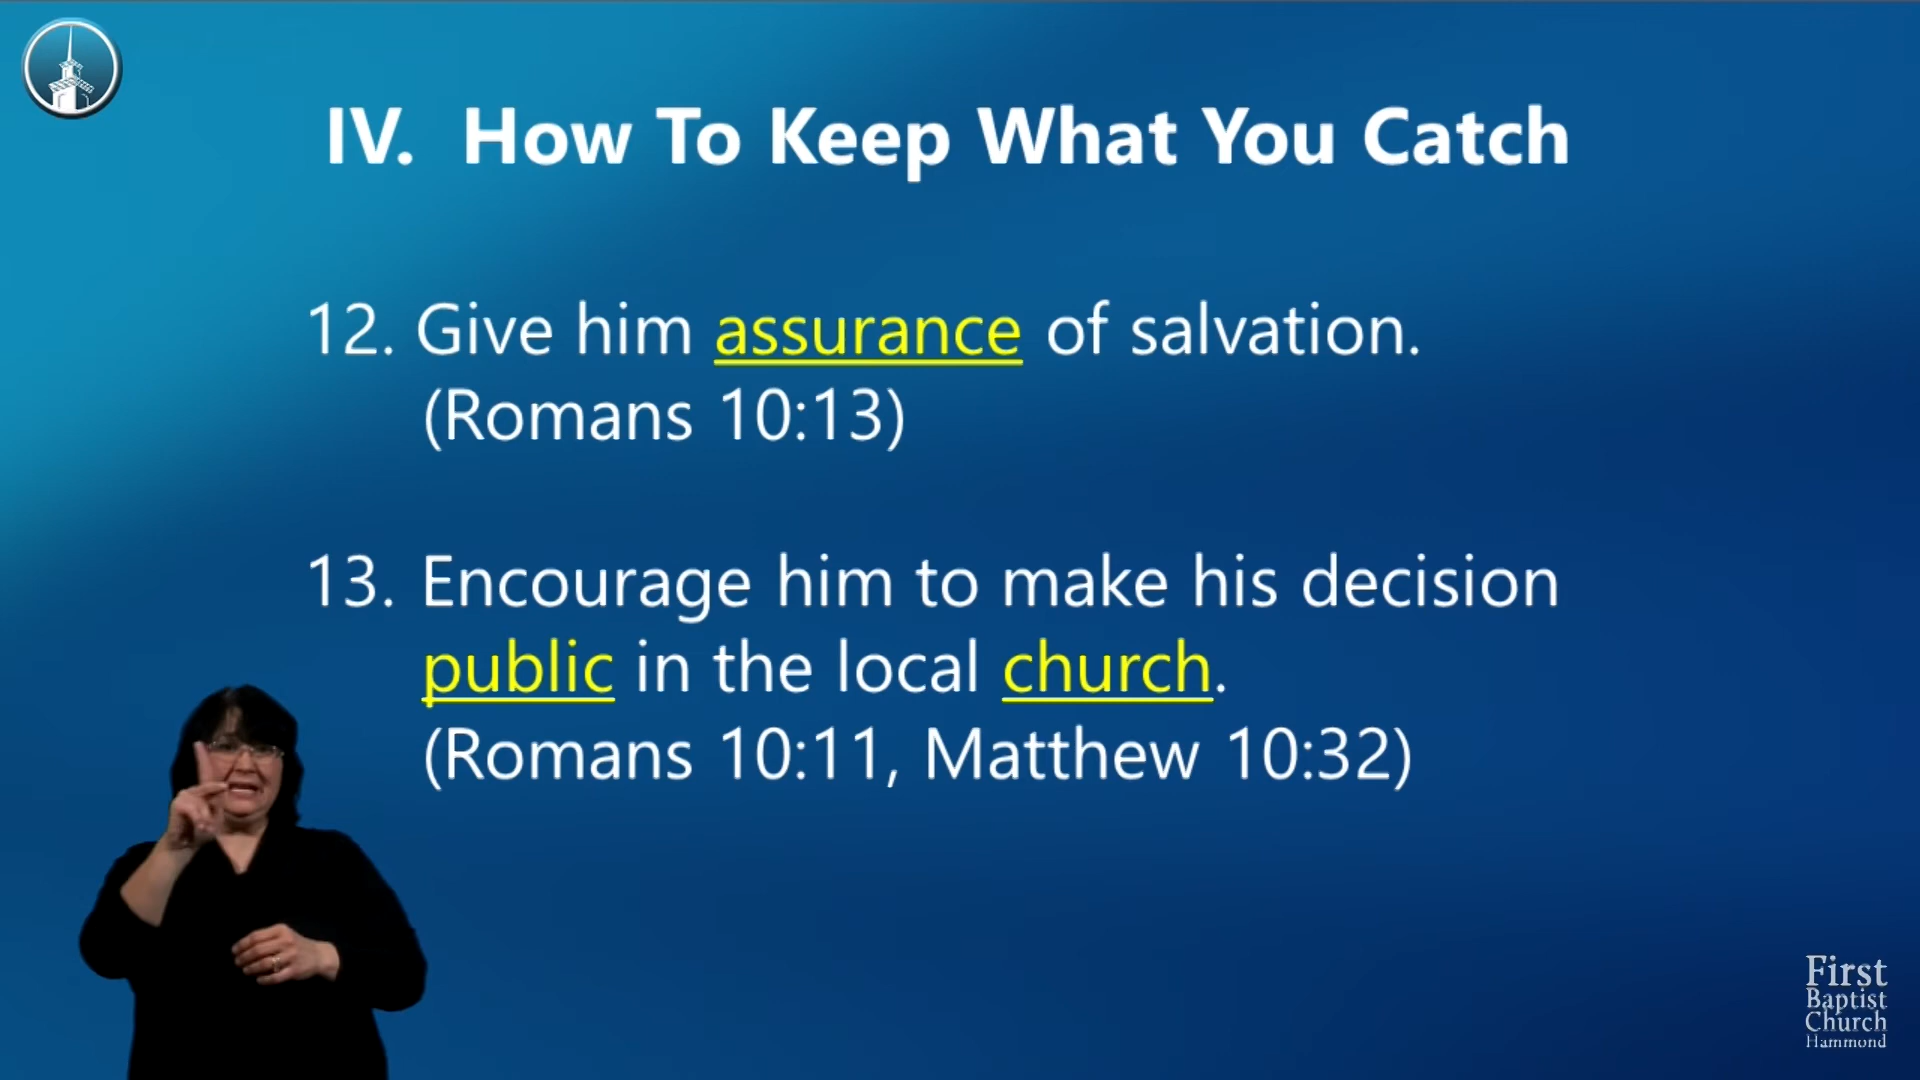 IV. How To Keep What You Catch
12. Give him assurance of salvation.
(Romans 10:13)
13. Encourage him to make his decision
public in the local church.
(Romans 10:11, Matthew 10:32)
First
Baptist
Church
Hammond